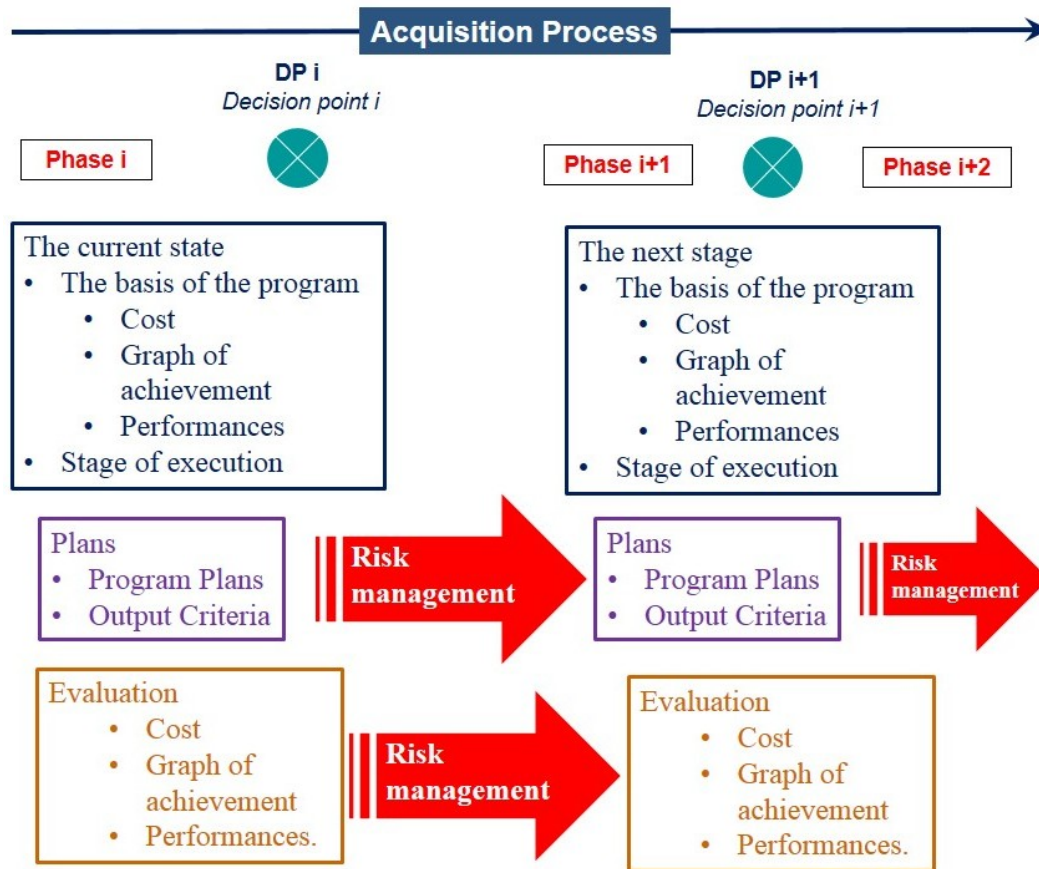 Acquisition Process
DP i
Decision point i
DP i+1
Decision point i+1
Phase i
Phase i+1
Phase i+2
The current state
• The basis of the program
• Cost
• Graph of
achievement
• Performances
• Stage of execution
The next stage
• The basis of the program
• Cost
• Graph of
achievement
• Performances
• Stage of execution
Plans
• Program Plans
• Output Criteria
Risk
management
Plans
• Program Plans
• Output Criteria
Risk
management
Evaluation
• Cost
• Graph of
achievement
• Performances.
Risk
management
Evaluation
• Cost
• Graph of
achievement
• Performances.